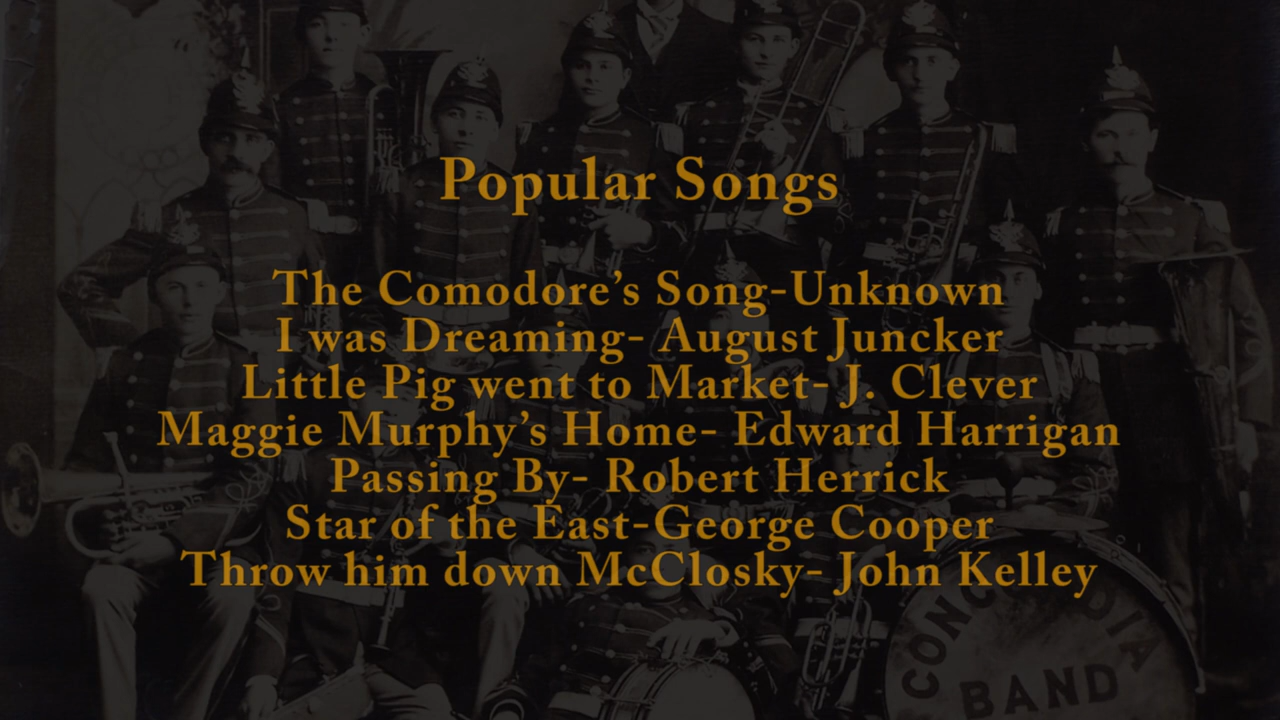 Popular Songs
The Comodore's Song-Unknown
I was Dreaming- August Juncker
Little Pig went to Market- J. Clever
Maggie Murphy's Home- Edward Harrigan
Passing By- Robert Herrick
Star of the East-George Cooper
Throw him down McClosky- John Kelley
CONCORDIA
BAND